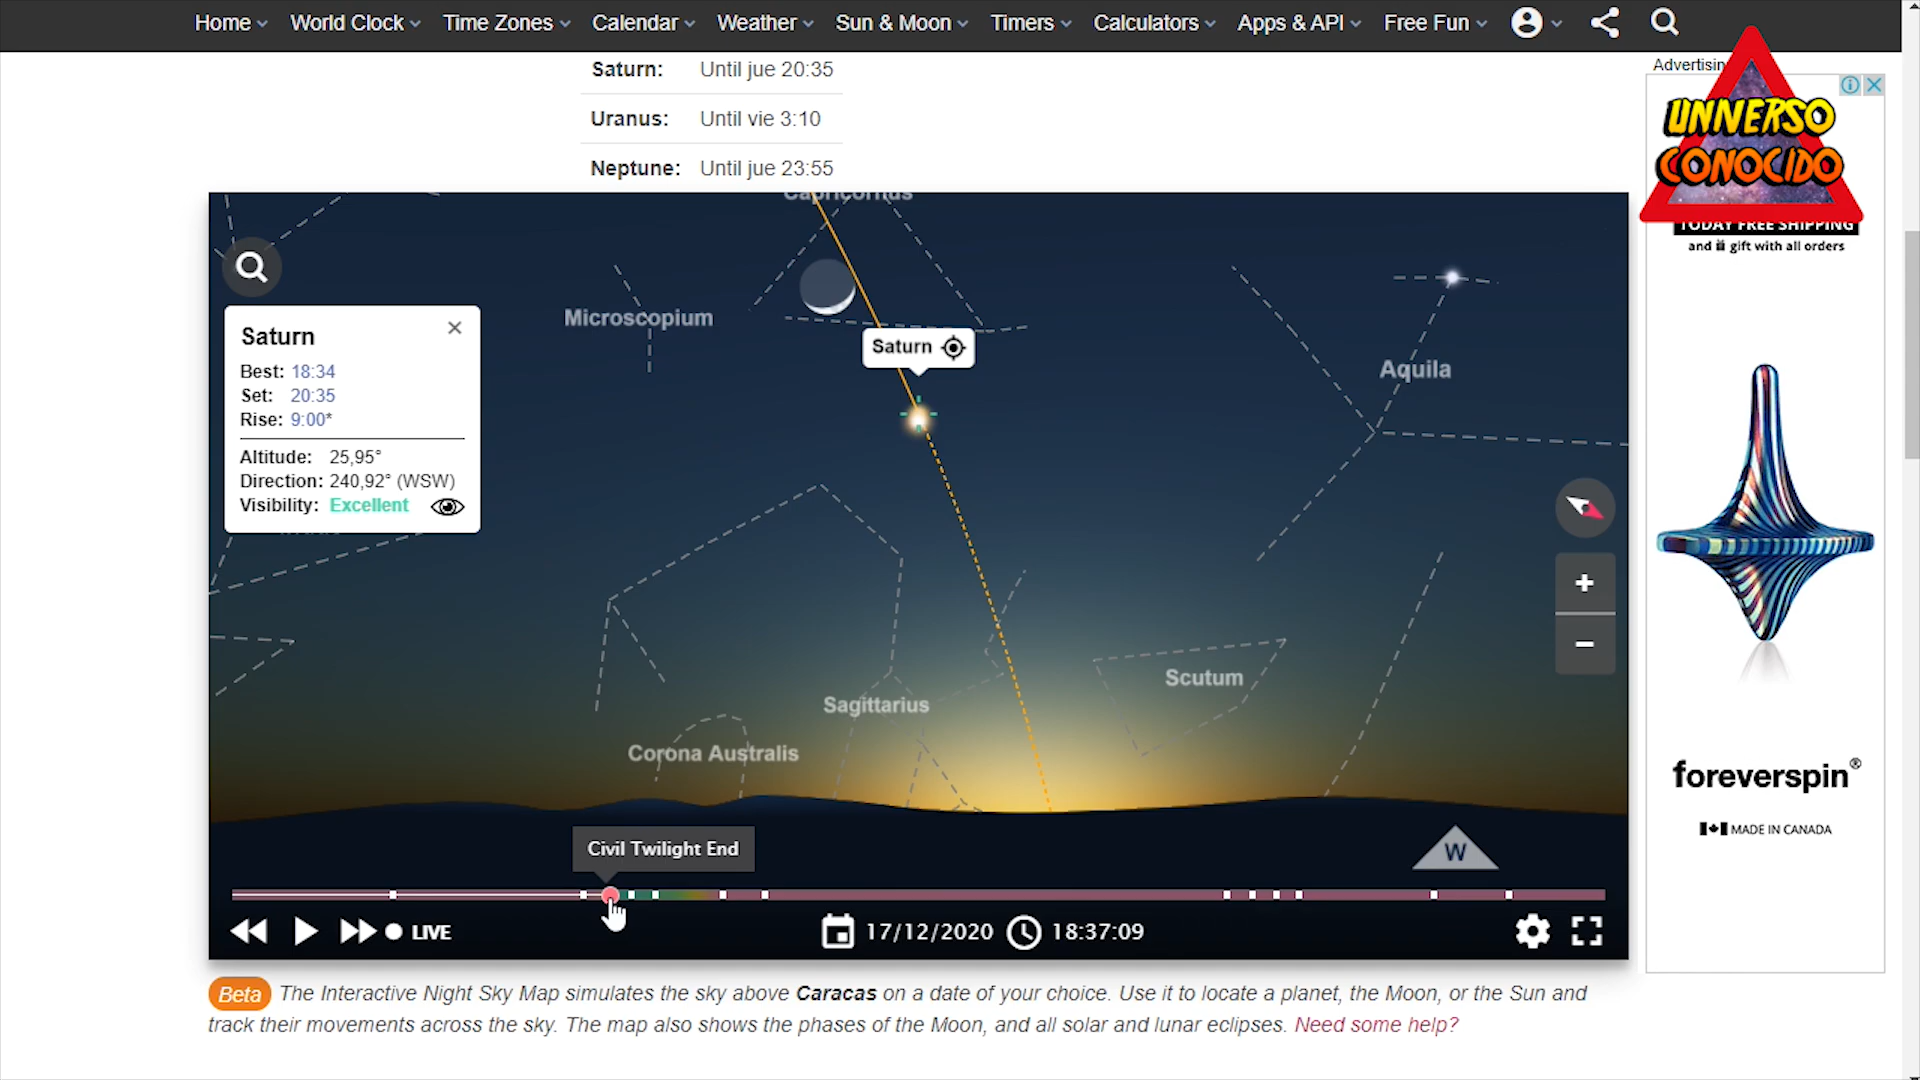 Home World Clock Time Zones Calendar Weather Sun & Moon Timers Calculators Apps & API Free Fun
Saturn: Until jue 20:35
Uranus: Until vie 3:10
Neptune: Until jue 23:55
Capricornus
Microscopium
Saturn
Aquila
Saturn ×
Best: 18:34
Set: 20:35
Rise: 9:00*
Altitude: 25,95°
Direction: 240,92° (WSW)
Visibility: Excellent
+
−
Scutum
Sagittarius
Corona Australis
Civil Twilight End
W
LIVE
17/12/2020 18:37:09
Beta The Interactive Night Sky Map simulates the sky above Caracas on a date of your choice. Use it to locate a planet, the Moon, or the Sun and
track their movements across the sky. The map also shows the phases of the Moon, and all solar and lunar eclipses. Need some help?
UNIVERSO
CONOCIDO
TODAY FREE SHIPPING
and gift with all orders
foreverspin®
MADE IN CANADA